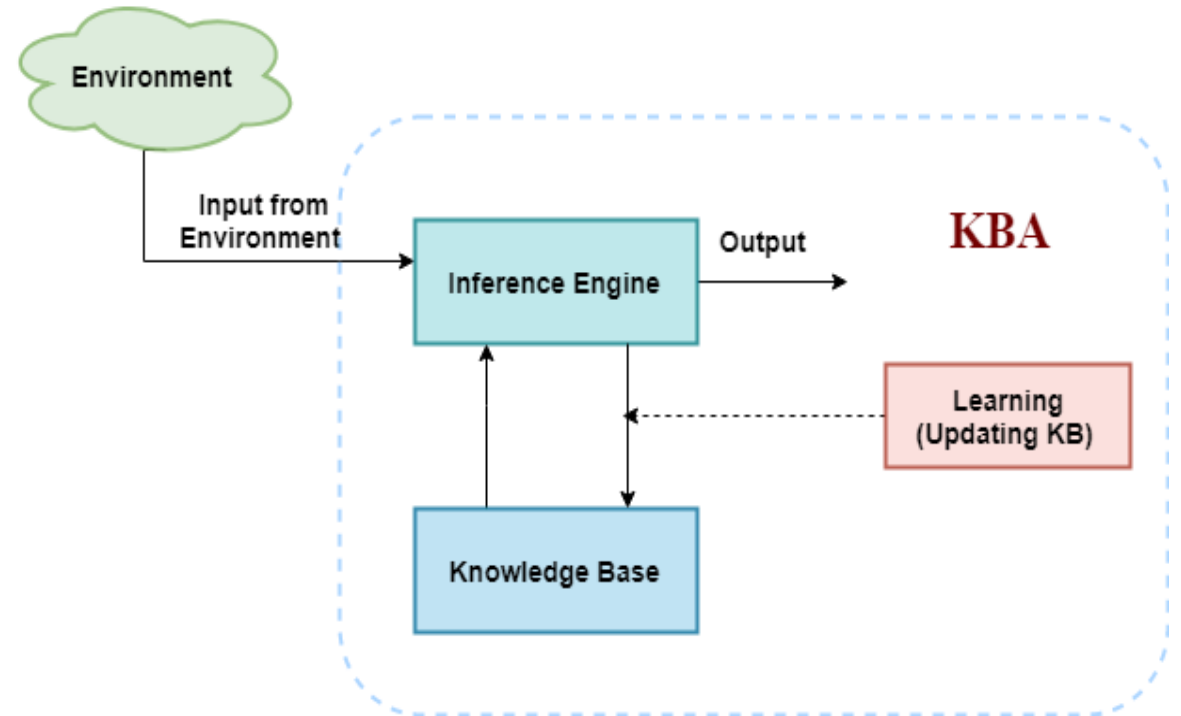 Environment
Input from
Environment
Output
KBA
Inference Engine
Learning
(Updating KB)
Knowledge Base